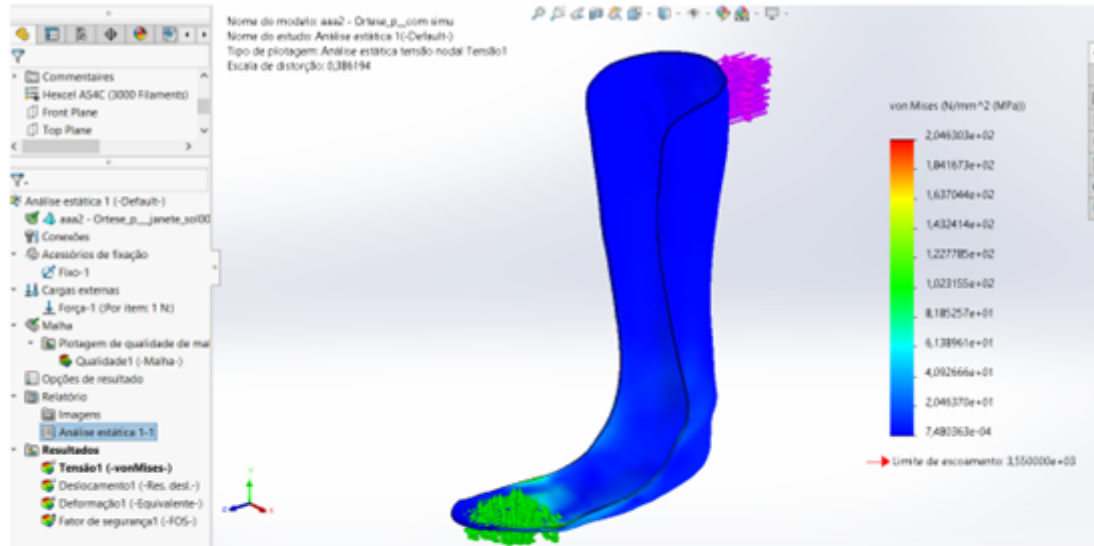 Commentaires
Hexcel AS4C (3000 Filaments)
Front Plane
Top Plane
Análise estática 1 (-Default-)
aaa2 - Ortese_p__janete_sol00
Conexões
Acessórios de fixação
Fixo-1
Cargas externas
Força-1 (:Por item: 1 N:)
Malha
Plotagem de qualidade de mal
Qualidade1 (-Malha-)
Opções de resultado
Relatório
Imagens
Análise estática 1-1
Resultados
Tensão1 (-vonMises-)
Deslocamento1 (-Res. desl.-)
Deformação1 (-Equivalente-)
Fator de segurança1 (-FOS-)
Nome do modelo: aaa2 - Ortese_p__com simu
Nome do estudo: Análise estática 1(-Default-)
Tipo de plotagem: Análise estática tensão nodal Tensão1
Escala de distorção: 0,386194
von Mises (N/mm^2 (MPa))
2,046303e+02
1,841673e+02
1,637044e+02
1,432414e+02
1,227785e+02
1,023155e+02
8,185257e+01
6,138961e+01
4,092666e+01
2,046370e+01
7,480363e-04
Limite de escoamento: 3,550000e+03
Y
Z
X